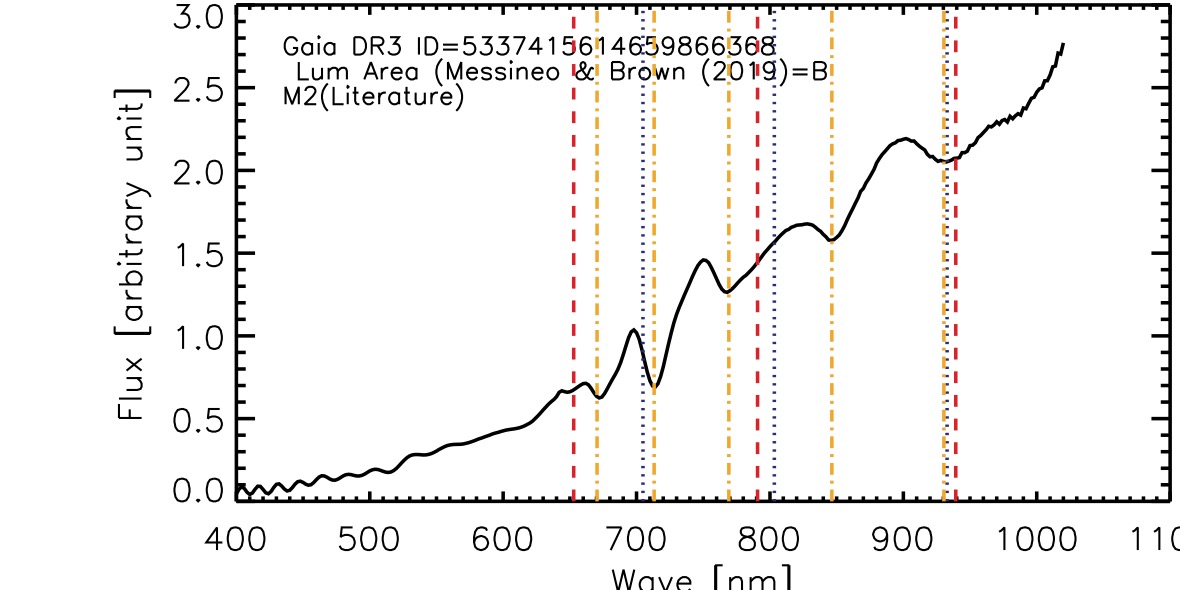 Gaia DR3 ID=5337415614659866368
Lum Area (Messineo & Brown (2019)=B
M2(Literature)
Flux [arbitrary unit]
3.0
2.5
2.0
1.5
1.0
0.5
0.0
400 500 600 700 800 900 1000 110
Wave [nm]